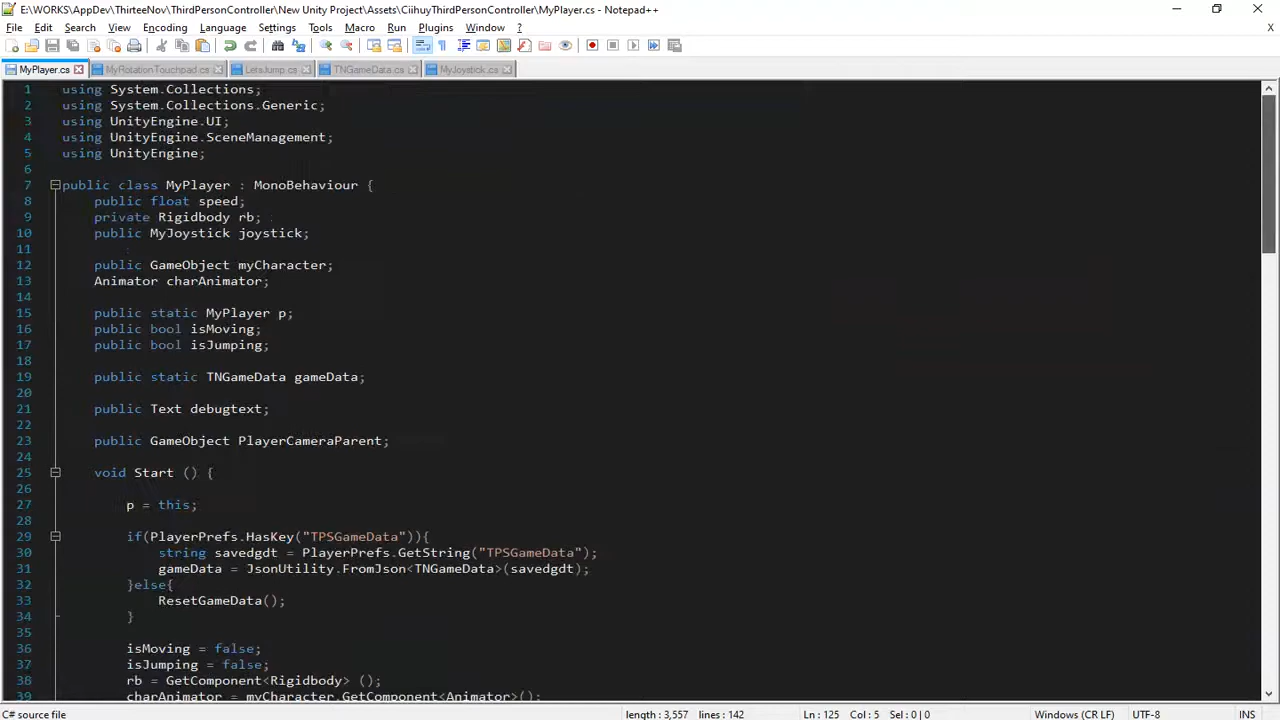 E:\WORKS\AppDev\ThirteeNov\ThirdPersonController\New Unity Project\Assets\CiihuyThirdPersonController\MyPlayer.cs - Notepad++
File Edit Search View Encoding Language Settings Tools Macro Run Plugins Window ? X
MyPlayer.cs MyRotationTouchpad.cs LetsJump.cs TNGameData.cs MyJoystick.cs
1 using System.Collections;
2 using System.Collections.Generic;
3 using UnityEngine.UI;
4 using UnityEngine.SceneManagement;
5 using UnityEngine;
6
7 public class MyPlayer : MonoBehaviour {
8 public float speed;
9 private Rigidbody rb;
10 public MyJoystick joystick;
11
12 public GameObject myCharacter;
13 Animator charAnimator;
14
15 public static MyPlayer p;
16 public bool isMoving;
17 public bool isJumping;
18
19 public static TNGameData gameData;
20
21 public Text debugtext;
22
23 public GameObject PlayerCameraParent;
24
25 void Start () {
26
27 p = this;
28
29 if(PlayerPrefs.HasKey("TPSGameData")){
30 string savedgdt = PlayerPrefs.GetString("TPSGameData");
31 gameData = JsonUtility.FromJson<TNGameData>(savedgdt);
32 }else{
33 ResetGameData();
34 }
35
36 isMoving = false;
37 isJumping = false;
38 rb = GetComponent<Rigidbody> ();
39 charAnimator = myCharacter.GetComponent<Animator>();
C# source file length : 3,557 lines : 142 Ln : 125 Col : 5 Sel : 0 | 0 Windows (CR LF) UTF-8 INS